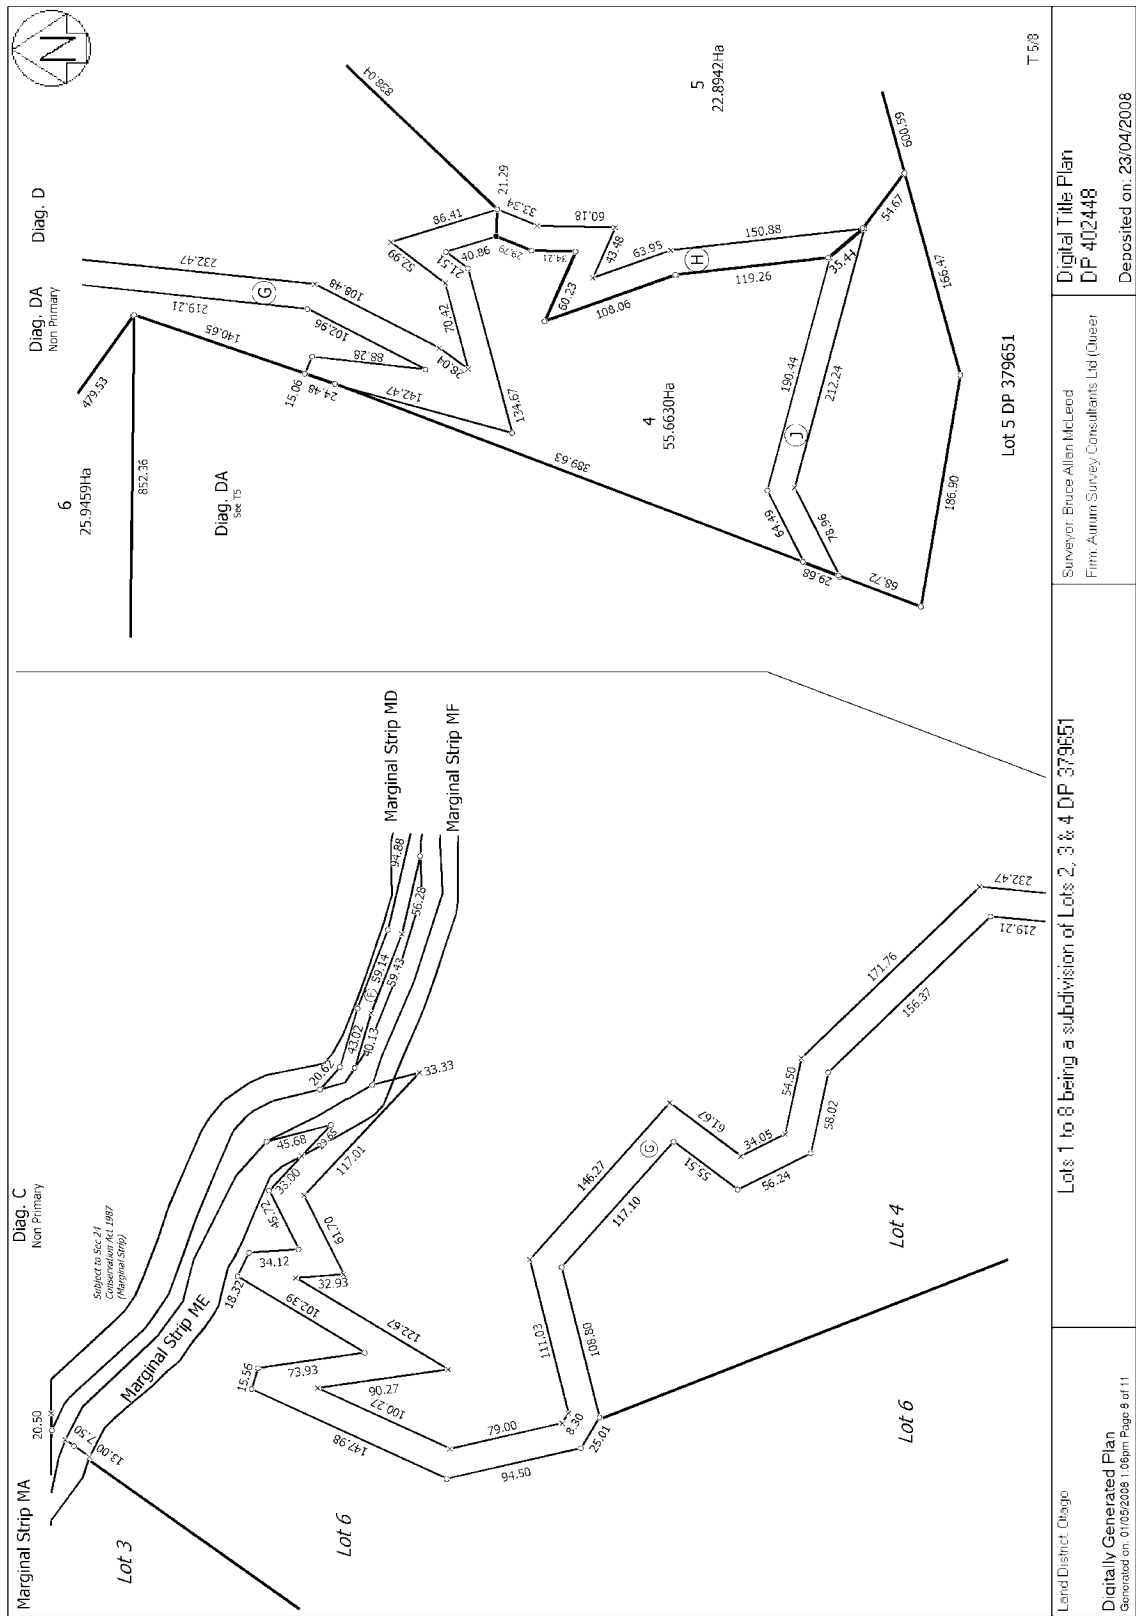 Marginal Strip MA
20.50
Diag. C
Non Primary
Subject to Sec 24
Conservation Act 1987
(Marginal Strip)
7.50
13.00
Lot 3
Marginal Strip ME
Lot 6
15.56
18.32
34.12
45.72
33.00
29.65
45.68
20.62
43.02
40.13
F
59.14
59.43
94.88
56.28
Marginal Strip MD
Marginal Strip MF
33.33
117.01
61.70
32.93
102.39
122.67
73.93
90.27
147.98
100.27
79.00
94.50
8.30
25.01
111.03
108.80
146.27
117.10
G
61.67
55.51
34.05
56.24
54.50
58.02
171.76
156.37
232.47
219.21
Lot 4
Lot 6
6
25.9459Ha
852.36
479.53
Diag. DA
See T5
Diag. DA
Non Primary
Diag. D
N
232.47
219.21
G
140.65
108.48
102.96
88.28
15.06
24.48
142.47
28.04
70.42
52.99
86.41
21.51
40.86
134.67
21.29
838.04
29.79
33.34
34.21
60.18
43.48
60.23
63.95
108.06
H
150.88
119.26
35.41
54.67
600.59
5
22.8942Ha
4
55.6630Ha
389.63
190.44
212.24
J
64.49
78.96
29.68
68.72
186.90
166.47
Lot 5 DP 379651
T 5/8
Land District: Otago
Digitally Generated Plan
Generated on: 01/05/2008 1:06pm Page 8 of 11
Lots 1 to 8 being a subdivision of Lots 2, 3 & 4 DP 379651
Surveyor: Bruce Allan McLeod
Firm: Aurum Survey Consultants Ltd (Queer
Digital Title Plan
DP 402448
Deposited on: 23/04/2008